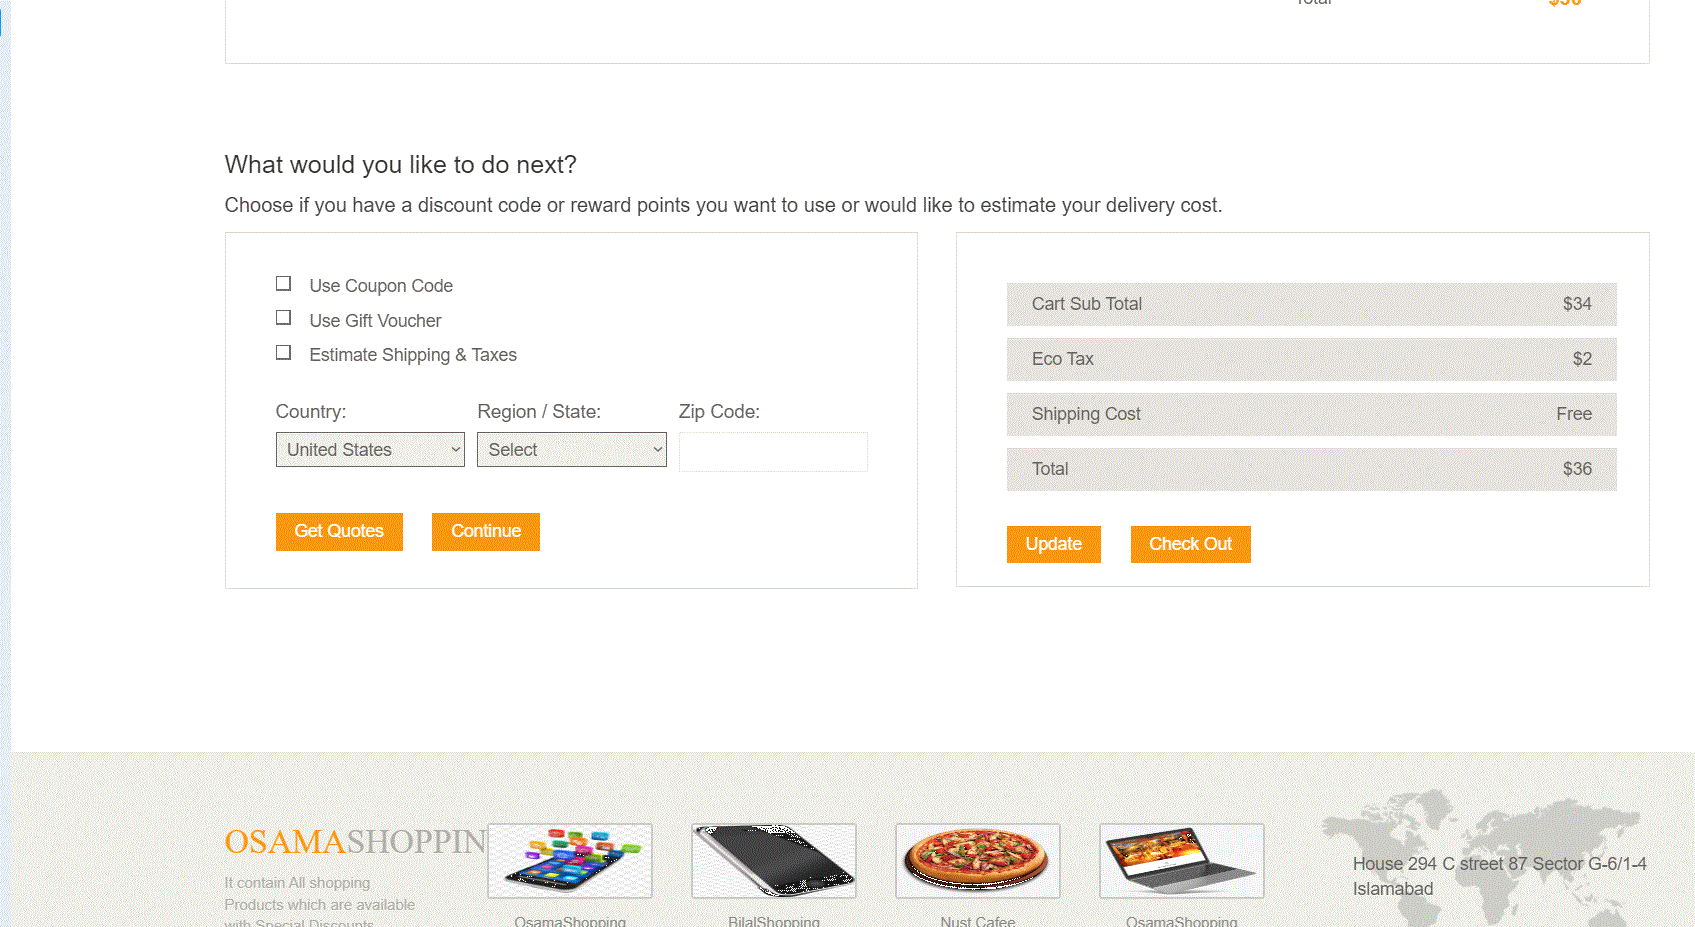 Total $36
What would you like to do next?
Choose if you have a discount code or reward points you want to use or would like to estimate your delivery cost.
Use Coupon Code
Use Gift Voucher
Estimate Shipping & Taxes
Country: Region / State: Zip Code:
United States Select
Get Quotes Continue
Cart Sub Total $34
Eco Tax $2
Shipping Cost Free
Total $36
Update Check Out
OSAMASHOPPIN
It contain All shopping
Products which are available
with Special Discounts
OsamaShopping BilalShopping Nust Cafee OsamaShopping
House 294 C street 87 Sector G-6/1-4
Islamabad